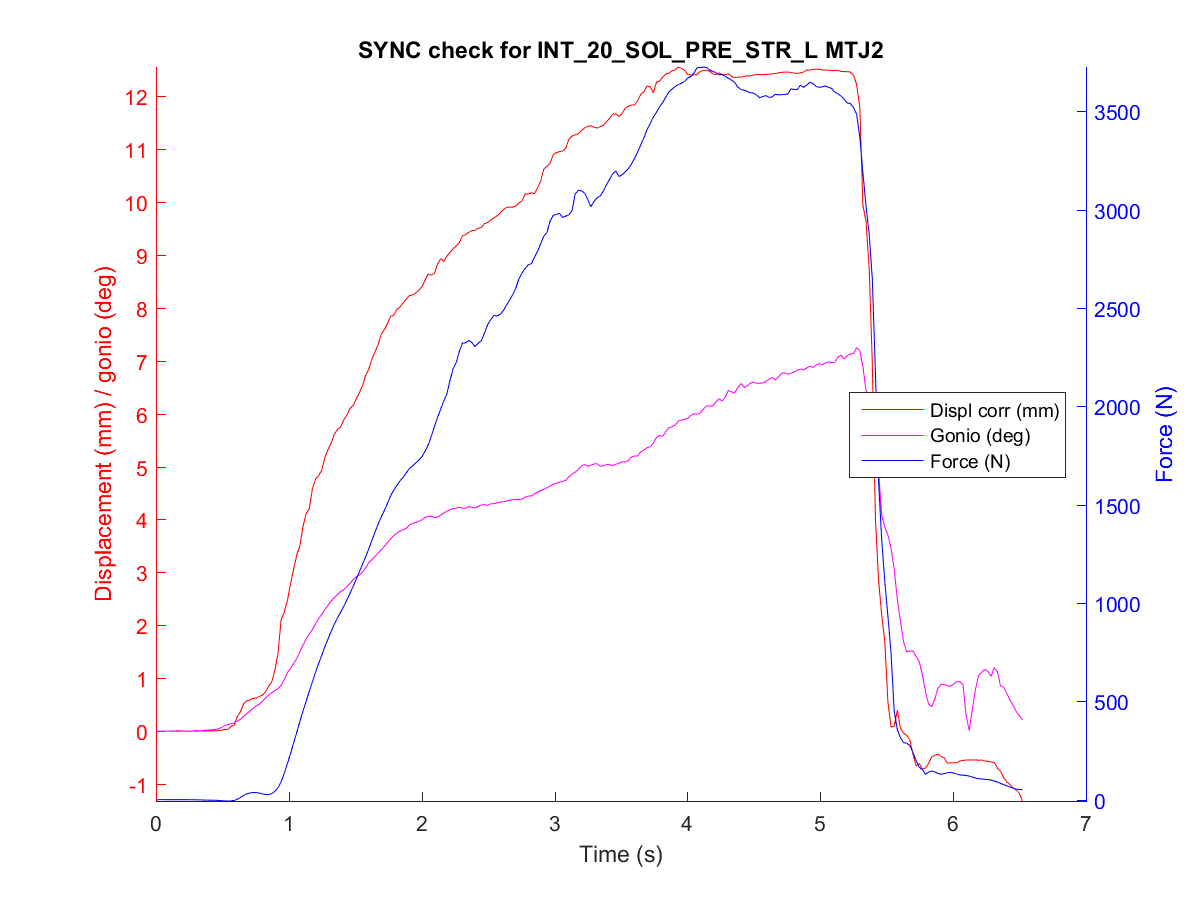 SYNC check for INT_20_SOL_PRE_STR_L MTJ2
Displacement (mm) / gonio (deg)
12
11
10
9
8
7
6
5
4
3
2
1
0
-1
3500
3000
2500
2000
1500
1000
500
0
Force (N)
Displ corr (mm)
Gonio (deg)
Force (N)
0 1 2 3 4 5 6 7
Time (s)